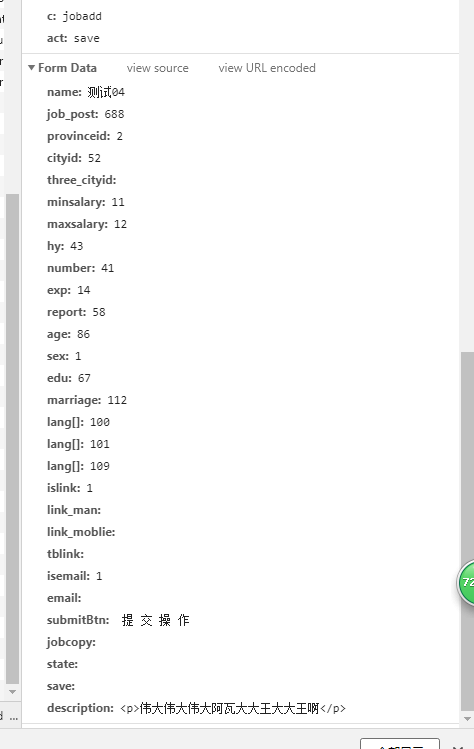 c: jobadd
act: save
Form Data view source view URL encoded
name: 测试04
job_post: 688
provinceid: 2
cityid: 52
three_cityid:
minsalary: 11
maxsalary: 12
hy: 43
number: 41
exp: 14
report: 58
age: 86
sex: 1
edu: 67
marriage: 112
lang[]: 100
lang[]: 101
lang[]: 109
islink: 1
link_man:
link_moblie:
tblink:
isemail: 1
72
email:
submitBtn: 提 交 操 作
jobcopy:
state:
save:
description: <p>伟大伟大伟大阿瓦大大王大大王啊</p>